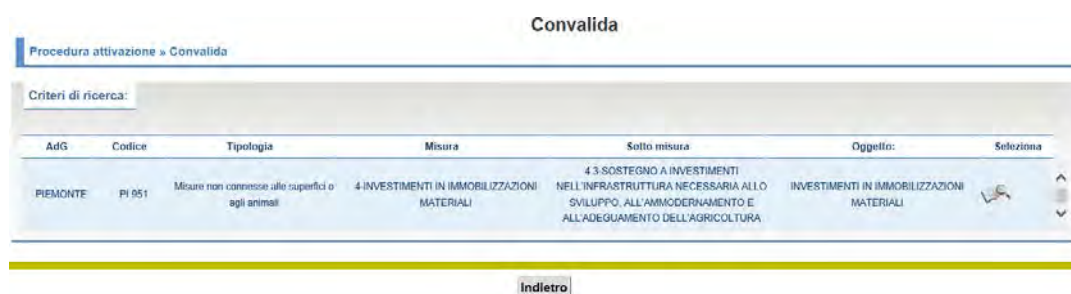 Convalida
Procedura attivazione » Convalida
Criteri di ricerca:
AdG Codice Tipologia Misura Sotto misura Oggetto: Seleziona
4.3-SOSTEGNO A INVESTIMENTI
PIEMONTE PI 951 Misure non connesse alle superfici o 4-INVESTIMENTI IN IMMOBILIZZAZIONI NELL'INFRASTRUTTURA NECESSARIA ALLO INVESTIMENTI IN IMMOBILIZZAZIONI
agli animali MATERIALI SVILUPPO, ALL'AMMODERNAMENTO E MATERIALI
ALL'ADEGUAMENTO DELL'AGRICOLTURA
Indietro